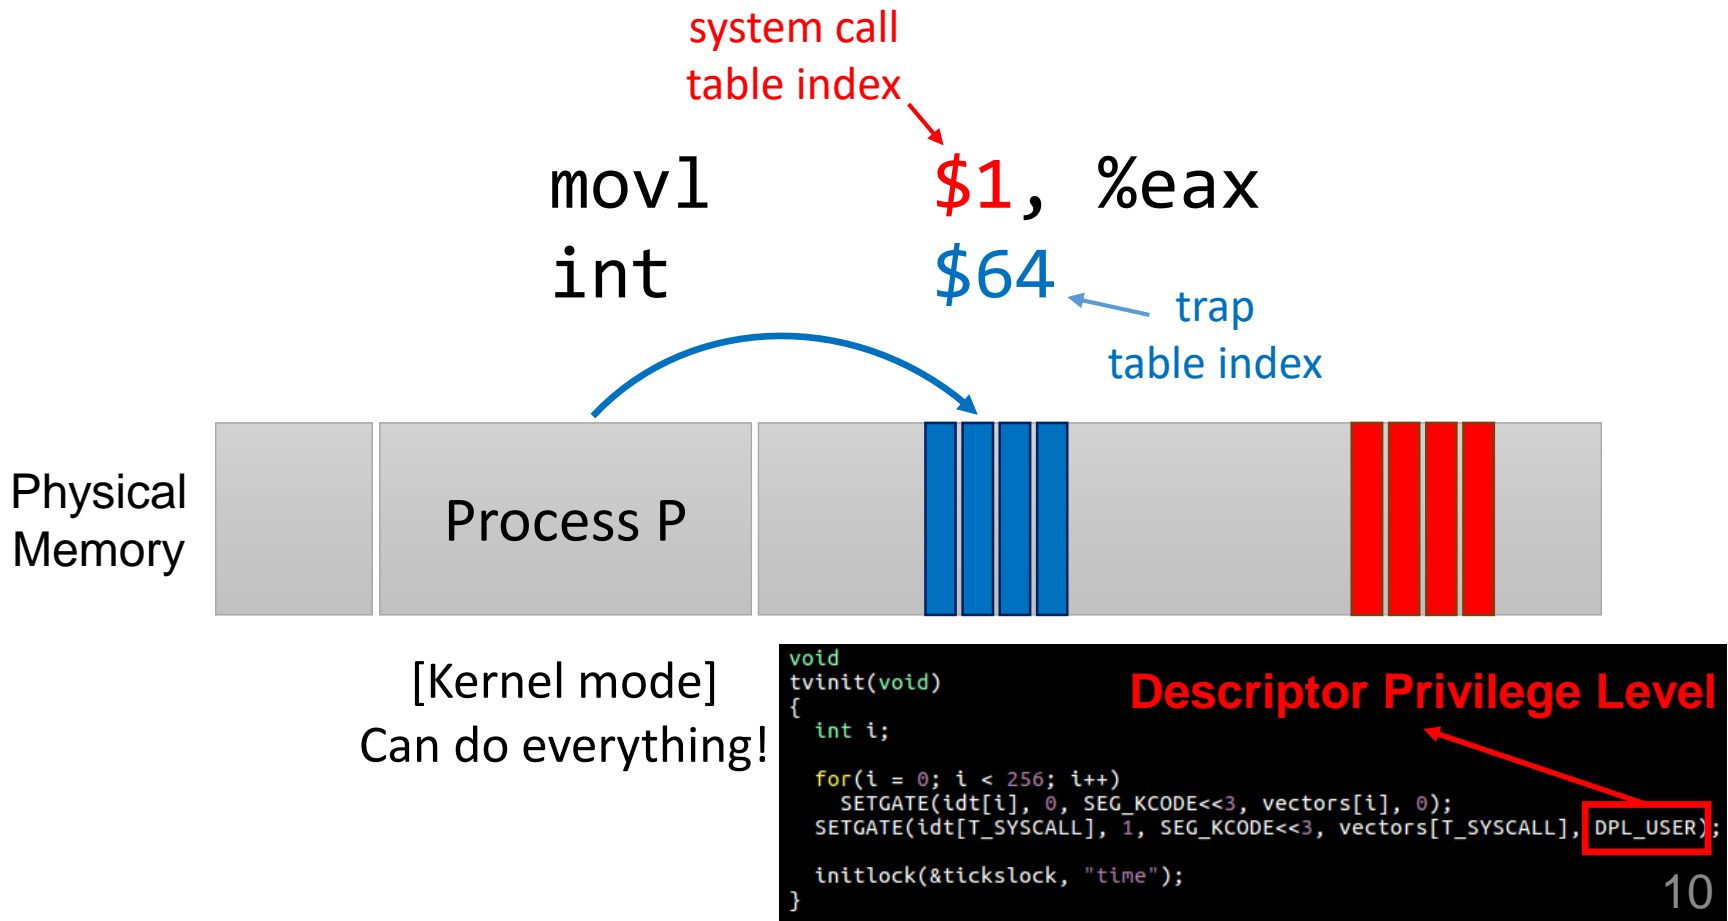 system call
table index
movl $1, %eax
int $64
trap
table index
Physical
Memory
Process P
[Kernel mode]
Can do everything!
void
tvinit(void)
{
  int i;

  for(i = 0; i < 256; i++)
    SETGATE(idt[i], 0, SEG_KCODE<<3, vectors[i], 0);
  SETGATE(idt[T_SYSCALL], 1, SEG_KCODE<<3, vectors[T_SYSCALL], DPL_USER);

  initlock(&tickslock, "time");
}
Descriptor Privilege Level
10